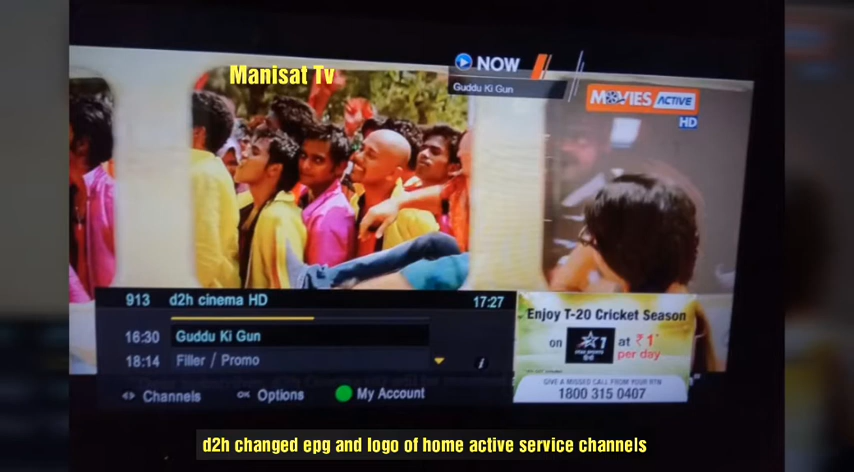 Manisat Tv
NOW
Guddu Ki Gun
MOVIES ACTIVE
HD
913 d2h cinema HD 17:27
16:30 Guddu Ki Gun
18:14 Filler / Promo
i
Channels OK Options My Account
Enjoy T-20 Cricket Season
on 1 at ₹1*
per day
GIVE A MISSED CALL FROM YOUR RTN
1800 315 0407
d2h changed epg and logo of home active service channels